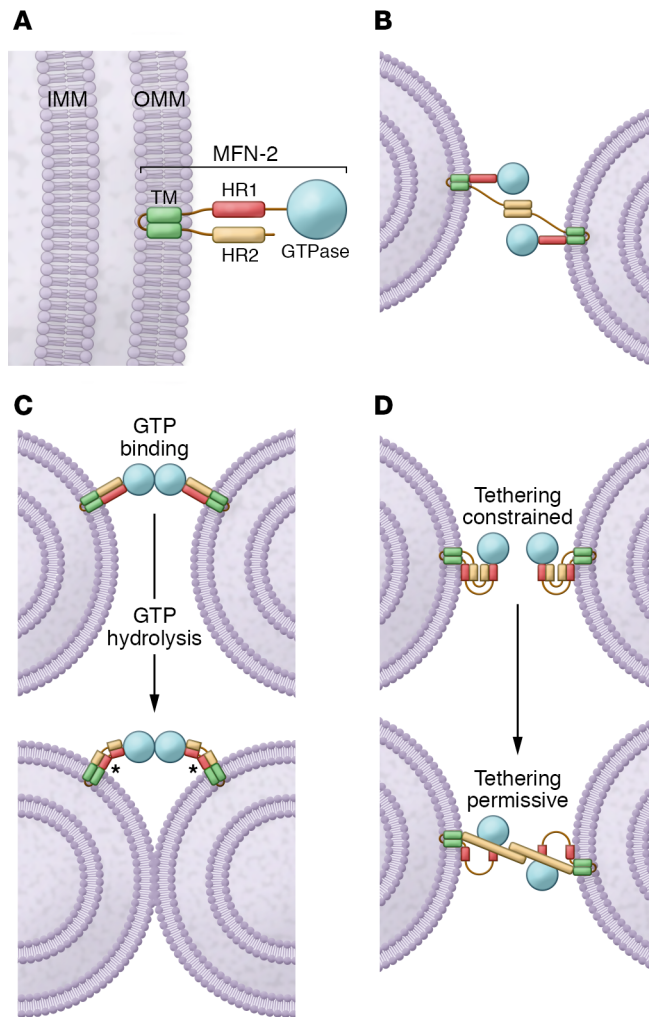 A
IMM
OMM
MFN-2
TM
HR1
HR2
GTPase
B
C
GTP
binding
GTP
hydrolysis
*
*
D
Tethering
constrained
Tethering
permissive